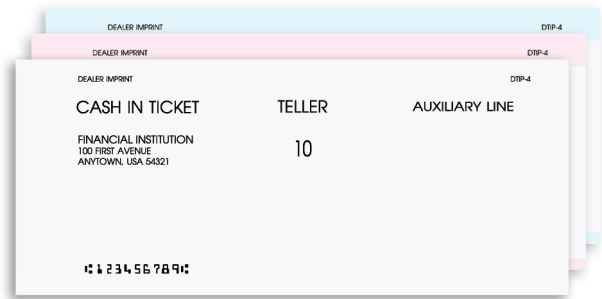 DEALER IMPRINT DTIP-4
DEALER IMPRINT DTIP-4
DEALER IMPRINT DTIP-4
CASH IN TICKET TELLER AUXILIARY LINE
FINANCIAL INSTITUTION
100 FIRST AVENUE 10
ANYTOWN, USA 54321
⑆123456789⑆